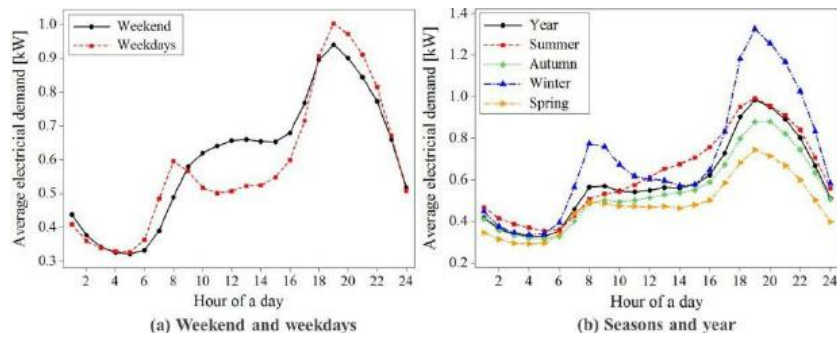 Average electricial demand [kW]
1.0
0.9
0.8
0.7
0.6
0.5
0.4
0.3
Weekend
Weekdays
2 4 6 8 10 12 14 16 18 20 22 24
Hour of a day
(a) Weekend and weekdays
Average electricial demand [kW]
1.4
1.2
1.0
0.8
0.6
0.4
0.2
Year
Summer
Autumn
Winter
Spring
2 4 6 8 10 12 14 16 18 20 22 24
Hour of a day
(b) Seasons and year